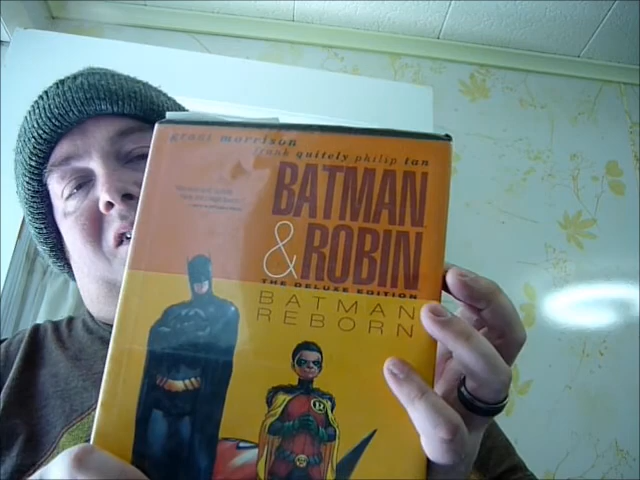 grant morrison
frank quitely philip tan
BATMAN
& ROBIN
THE DELUXE EDITION
BATMAN
REBORN